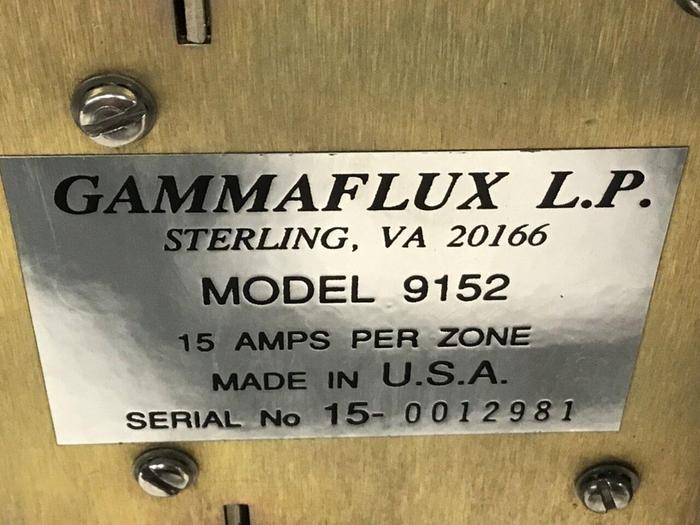 GAMMAFLUX L.P.
STERLING, VA 20166
MODEL 9152
15 AMPS PER ZONE
MADE IN U.S.A.
SERIAL No 15- 0012981